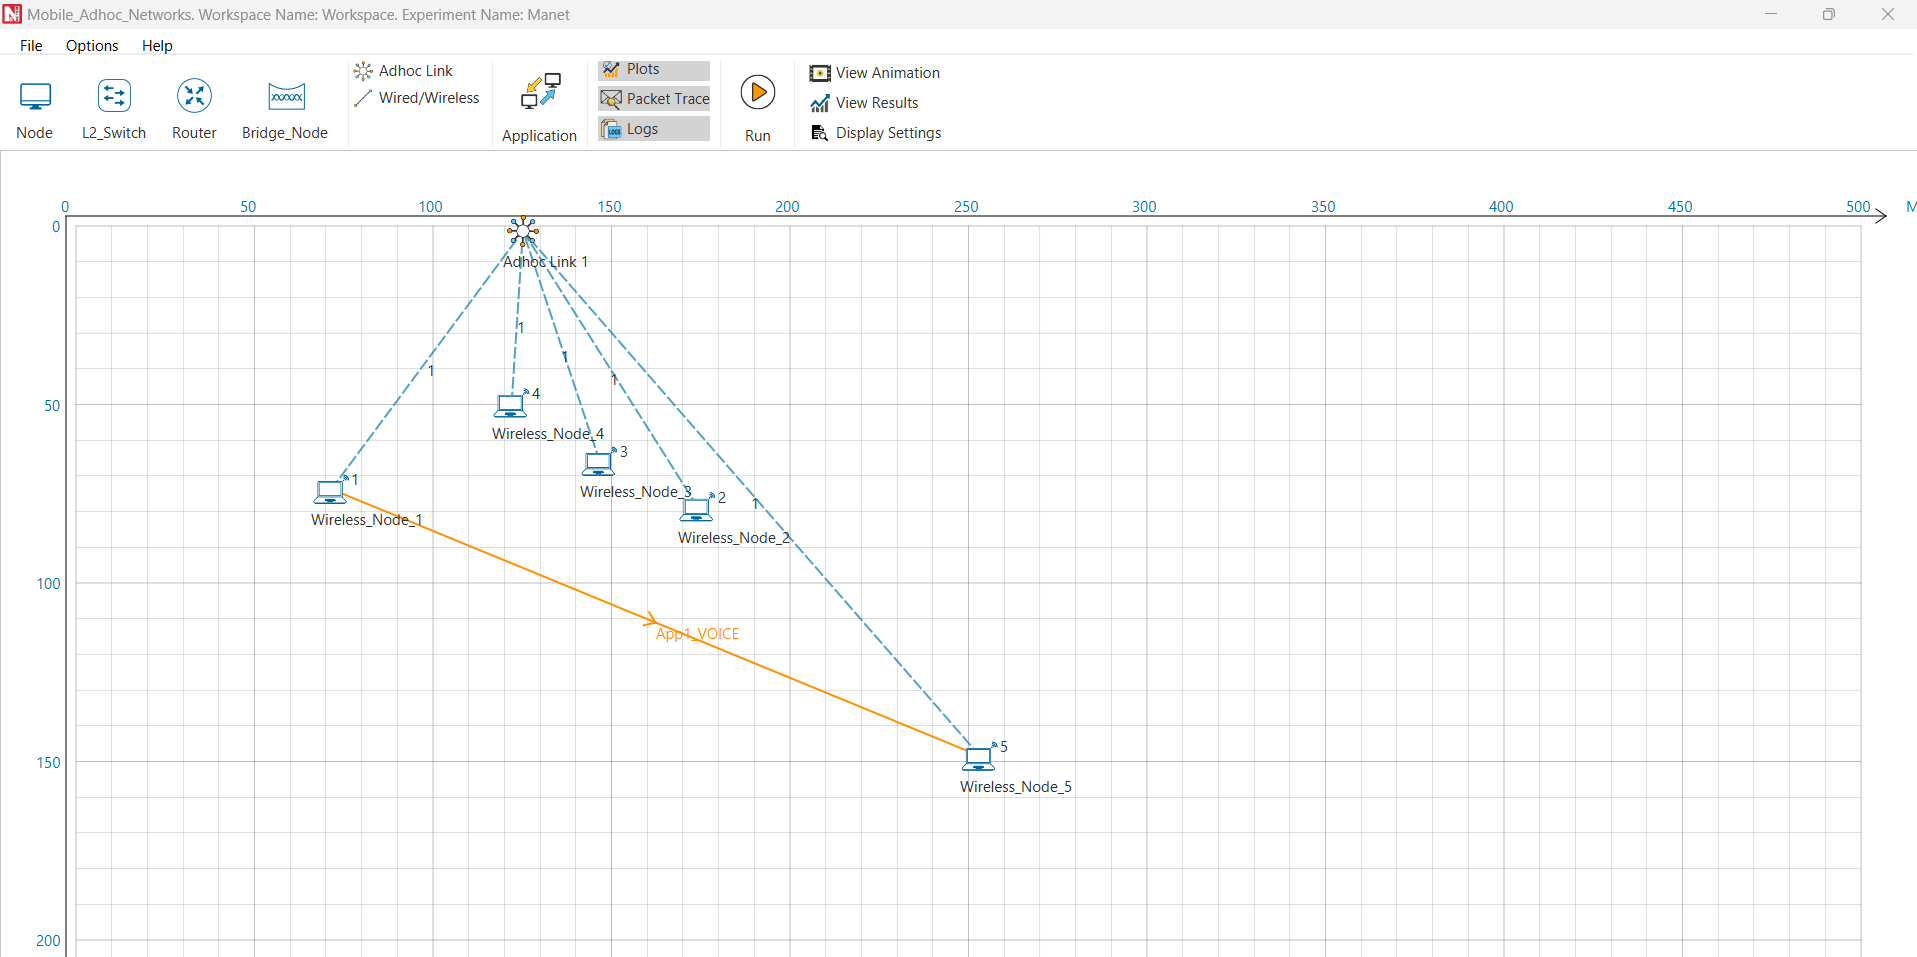 Mobile_Adhoc_Networks. Workspace Name: Workspace. Experiment Name: Manet
File Options Help
Adhoc Link
Wired/Wireless
Plots
Packet Trace
Logs
View Animation
View Results
Display Settings
Node L2_Switch Router Bridge_Node Application Run
0 50 100 150 200 250 300 350 400 450 500 M
0
Adhoc Link 1
1
1
1
1
4
50
Wireless_Node_4
3
1
Wireless_Node_3
2
1
Wireless_Node_1
Wireless_Node_2
100
App1_VOICE
5
150
Wireless_Node_5
200